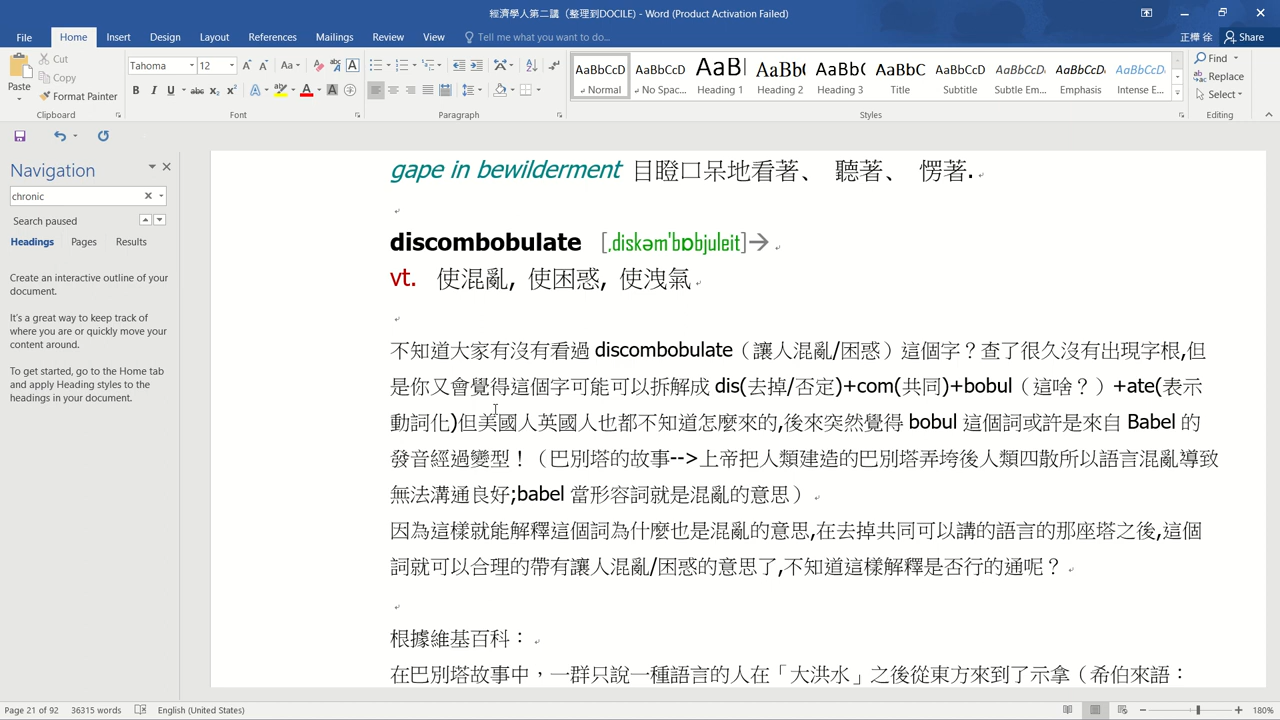 經濟學人第二講（整理到DOCILE) - Word (Product Activation Failed)
File Home Insert Design Layout References Mailings Review View Tell me what you want to do... 正樺 徐 Share
Paste Cut Copy Format Painter
Clipboard
Tahoma 12
Font
Paragraph
AaBbCcD Normal
AaBbCcD No Spac...
AaBl Heading 1
AaBb( Heading 2
AaBb( Heading 3
AaBbC Title
AaBbCcD Subtitle
AaBbCcD Subtle Em...
AaBbCcD Emphasis
AaBbCcD Intense E...
Styles
Find
Replace
Select
Editing
Navigation
chronic
Search paused
Headings Pages Results
Create an interactive outline of your
document.
It's a great way to keep track of
where you are or quickly move your
content around.
To get started, go to the Home tab
and apply Heading styles to the
headings in your document.
gape in bewilderment 目瞪口呆地看著、 聽著、 愣著.
discombobulate [ˌdiskəm'bɒbjuleit]→
vt. 使混亂, 使困惑, 使洩氣
不知道大家有沒有看過 discombobulate（讓人混亂/困惑）這個字？查了很久沒有出現字根,但
是你又會覺得這個字可能可以拆解成 dis(去掉/否定)+com(共同)+bobul（這啥？）+ate(表示
動詞化)但美國人英國人也都不知道怎麼來的,後來突然覺得 bobul 這個詞或許是來自 Babel 的
發音經過變型！（巴別塔的故事-->上帝把人類建造的巴別塔弄垮後人類四散所以語言混亂導致
無法溝通良好;babel 當形容詞就是混亂的意思）
因為這樣就能解釋這個詞為什麼也是混亂的意思,在去掉共同可以講的語言的那座塔之後,這個
詞就可以合理的帶有讓人混亂/困惑的意思了,不知道這樣解釋是否行的通呢？
根據維基百科：
在巴別塔故事中，一群只說一種語言的人在「大洪水」之後從東方來到了示拿（希伯來語：
Page 21 of 92 36315 words English (United States) 180%